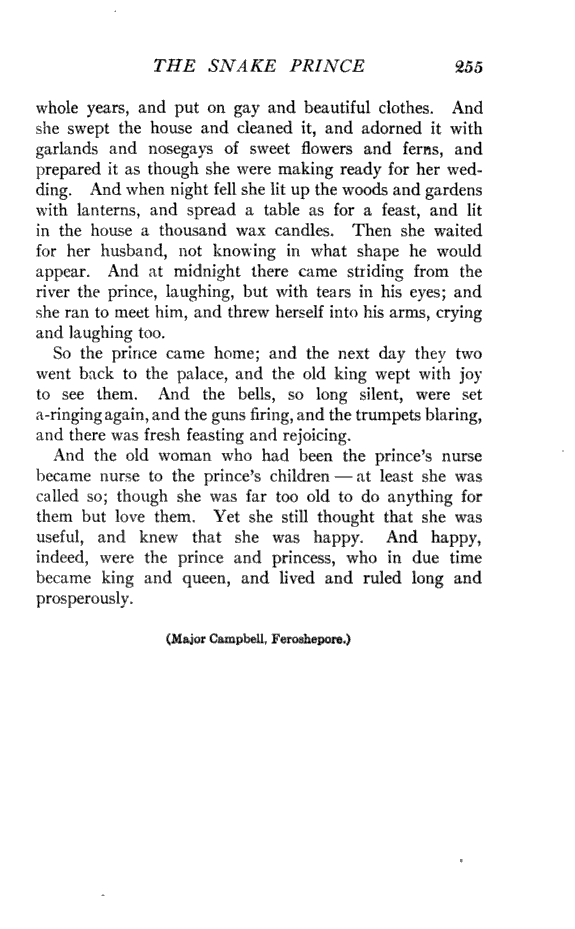 THE SNAKE PRINCE 255
whole years, and put on gay and beautiful clothes. And
she swept the house and cleaned it, and adorned it with
garlands and nosegays of sweet flowers and ferns, and
prepared it as though she were making ready for her wed-
ding. And when night fell she lit up the woods and gardens
with lanterns, and spread a table as for a feast, and lit
in the house a thousand wax candles. Then she waited
for her husband, not knowing in what shape he would
appear. And at midnight there came striding from the
river the prince, laughing, but with tears in his eyes; and
she ran to meet him, and threw herself into his arms, crying
and laughing too.
So the prince came home; and the next day they two
went back to the palace, and the old king wept with joy
to see them. And the bells, so long silent, were set
a-ringing again, and the guns firing, and the trumpets blaring,
and there was fresh feasting and rejoicing.
And the old woman who had been the prince's nurse
became nurse to the prince's children — at least she was
called so; though she was far too old to do anything for
them but love them. Yet she still thought that she was
useful, and knew that she was happy. And happy,
indeed, were the prince and princess, who in due time
became king and queen, and lived and ruled long and
prosperously.
(Major Campbell, Feroshepore.)